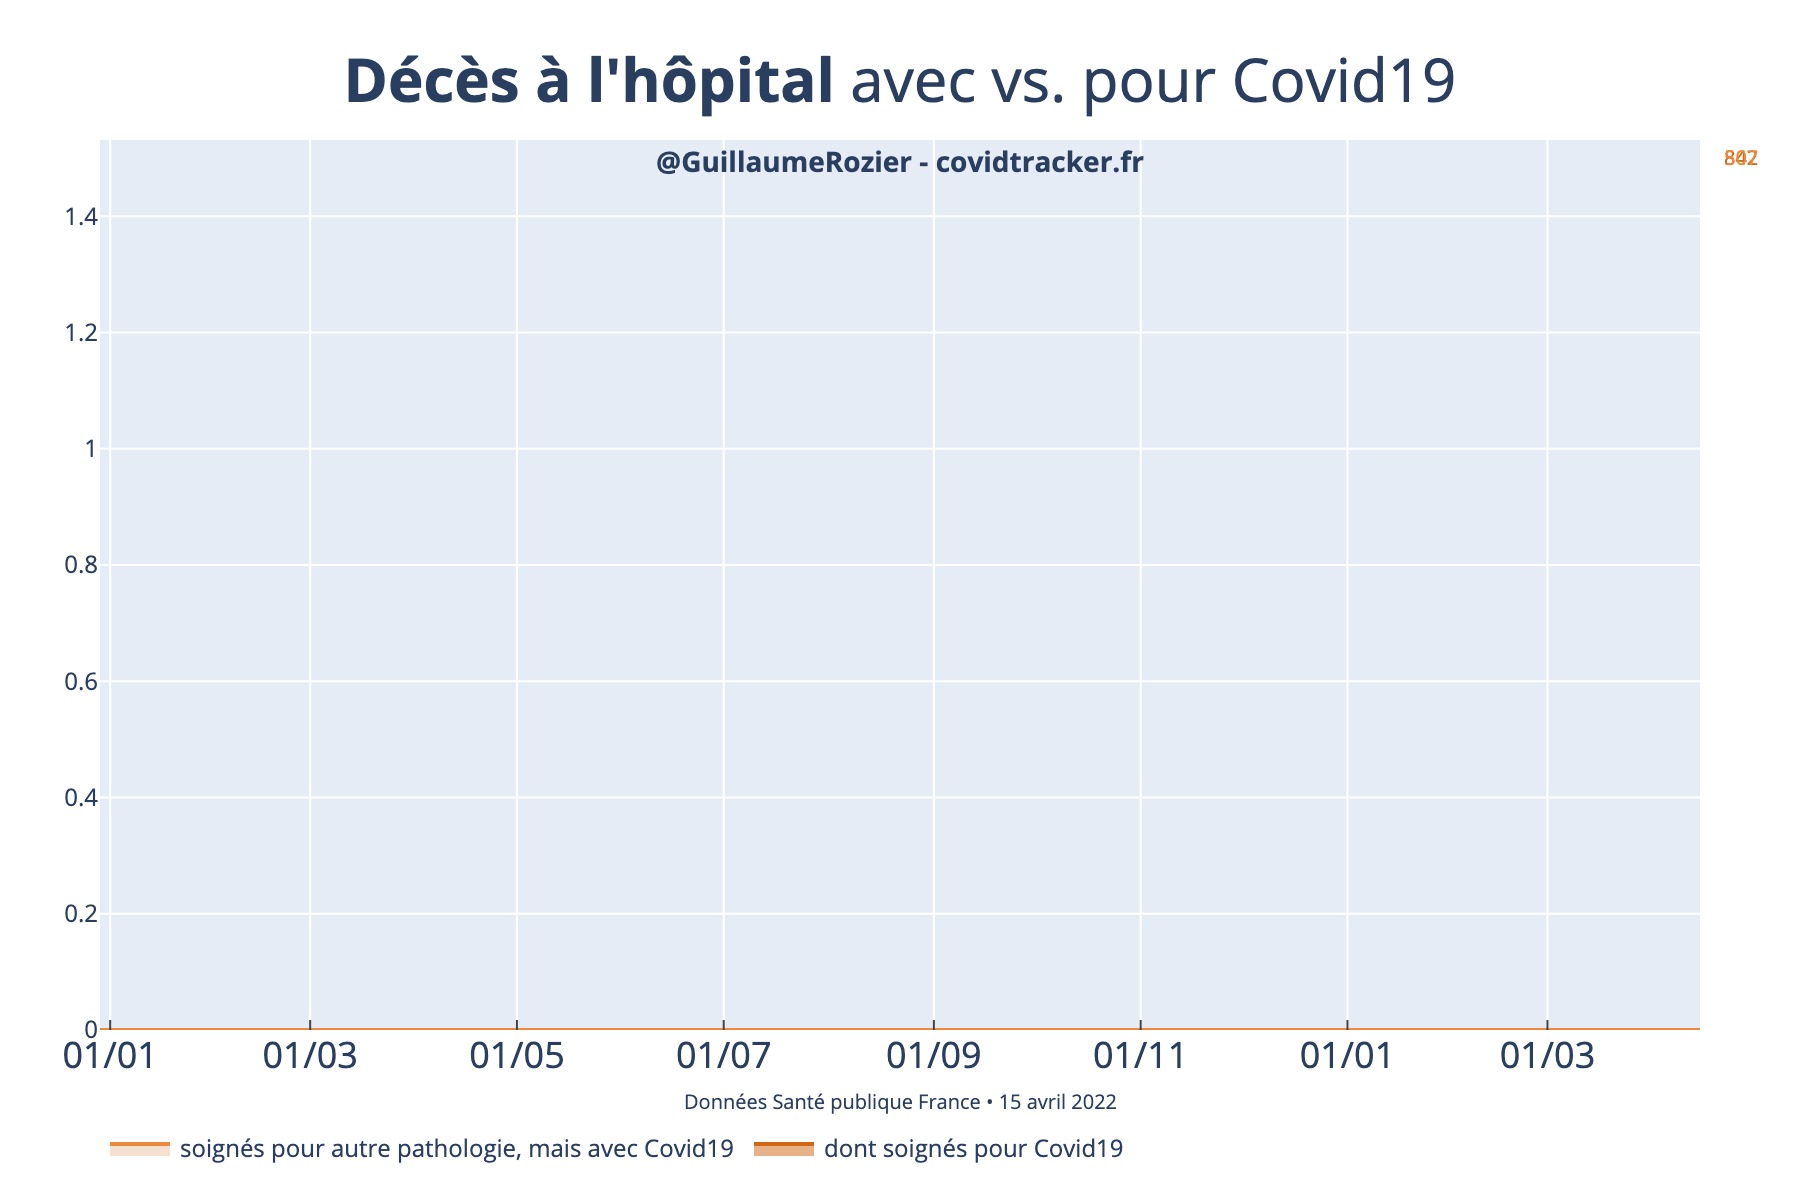 Décès à l'hôpital avec vs. pour Covid19
@GuillaumeRozier - covidtracker.fr
1.4
1.2
1
0.8
0.6
0.4
0.2
0
01/01 01/03 01/05 01/07 01/09 01/11 01/01 01/03
Données Santé publique France • 15 avril 2022
soignés pour autre pathologie, mais avec Covid19 dont soignés pour Covid19